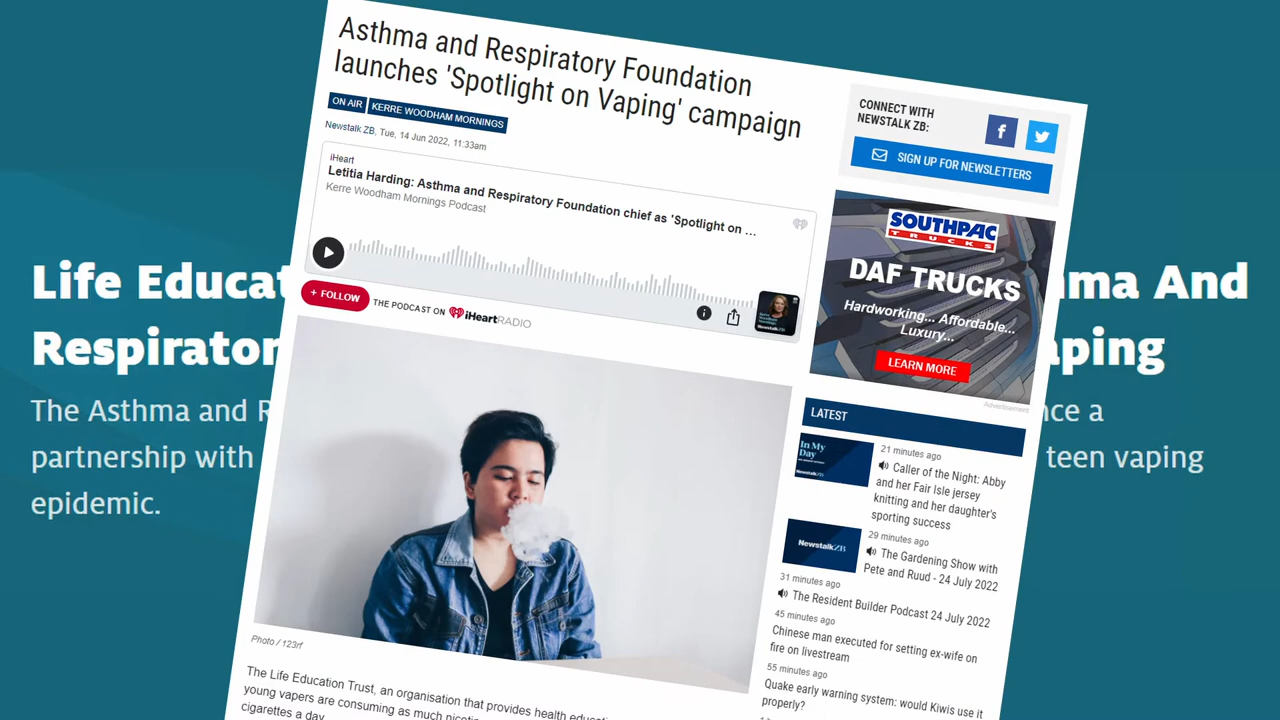 Asthma and Respiratory Foundation
launches 'Spotlight on Vaping' campaign
ON AIR
KERRE WOODHAM MORNINGS
Newstalk ZB, Tue, 14 Jun 2022, 11:33am
iHeart
Letitia Harding: Asthma and Respiratory Foundation chief as 'Spotlight on ...
Kerre Woodham Mornings Podcast
+ FOLLOW
THE PODCAST ON iHeartRADIO
Photo / 123rf
The Life Education Trust, an organisation that provides health
young vapers are consuming as much
cigarettes a day
CONNECT WITH
NEWSTALK ZB:
SIGN UP FOR NEWSLETTERS
SOUTHPAC
TRUCKS
DAF TRUCKS
Hardworking... Affordable...
Luxury...
LEARN MORE
Advertisement
LATEST
In My
Day
21 minutes ago
Caller of the Night: Abby
and her Fair Isle jersey
knitting and her daughter's
sporting success
NewstalkZB
29 minutes ago
The Gardening Show with
Pete and Ruud - 24 July 2022
31 minutes ago
The Resident Builder Podcast 24 July 2022
45 minutes ago
Chinese man executed for setting ex-wife on
fire on livestream
55 minutes ago
Quake early warning system: would Kiwis use it
properly?
Life And
The Asthma and a
partnership with teen vaping
epidemic.